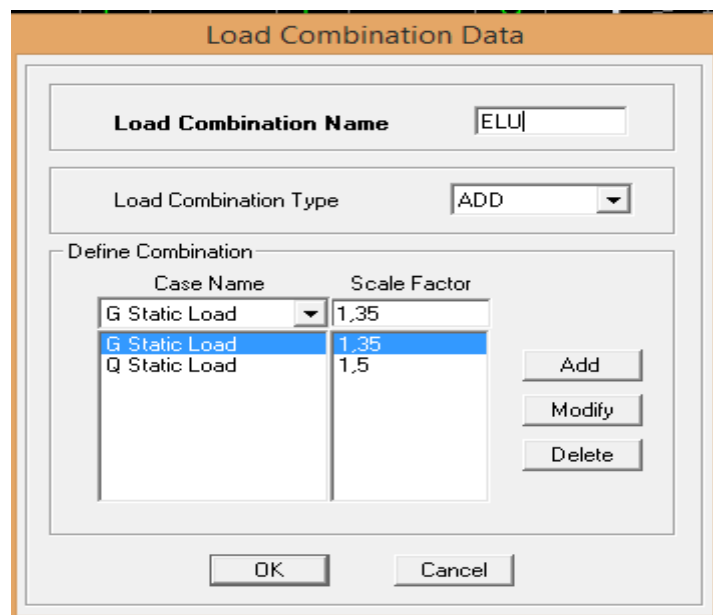 Load Combination Data
Load Combination Name ELU
Load Combination Type ADD
Define Combination
Case Name Scale Factor
G Static Load 1,35
G Static Load 1,35
Q Static Load 1,5
Add
Modify
Delete
OK Cancel